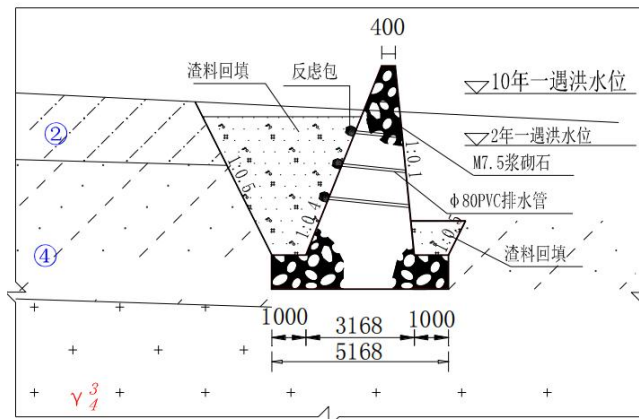 400
渣料回填
反虑包
10年一遇洪水位
2年一遇洪水位
②
M7.5浆砌石
1:0.5
1:0.1
φ80PVC排水管
1:0.4
1:0.5
④
渣料回填
1000
3168
1000
5168
γ₄³